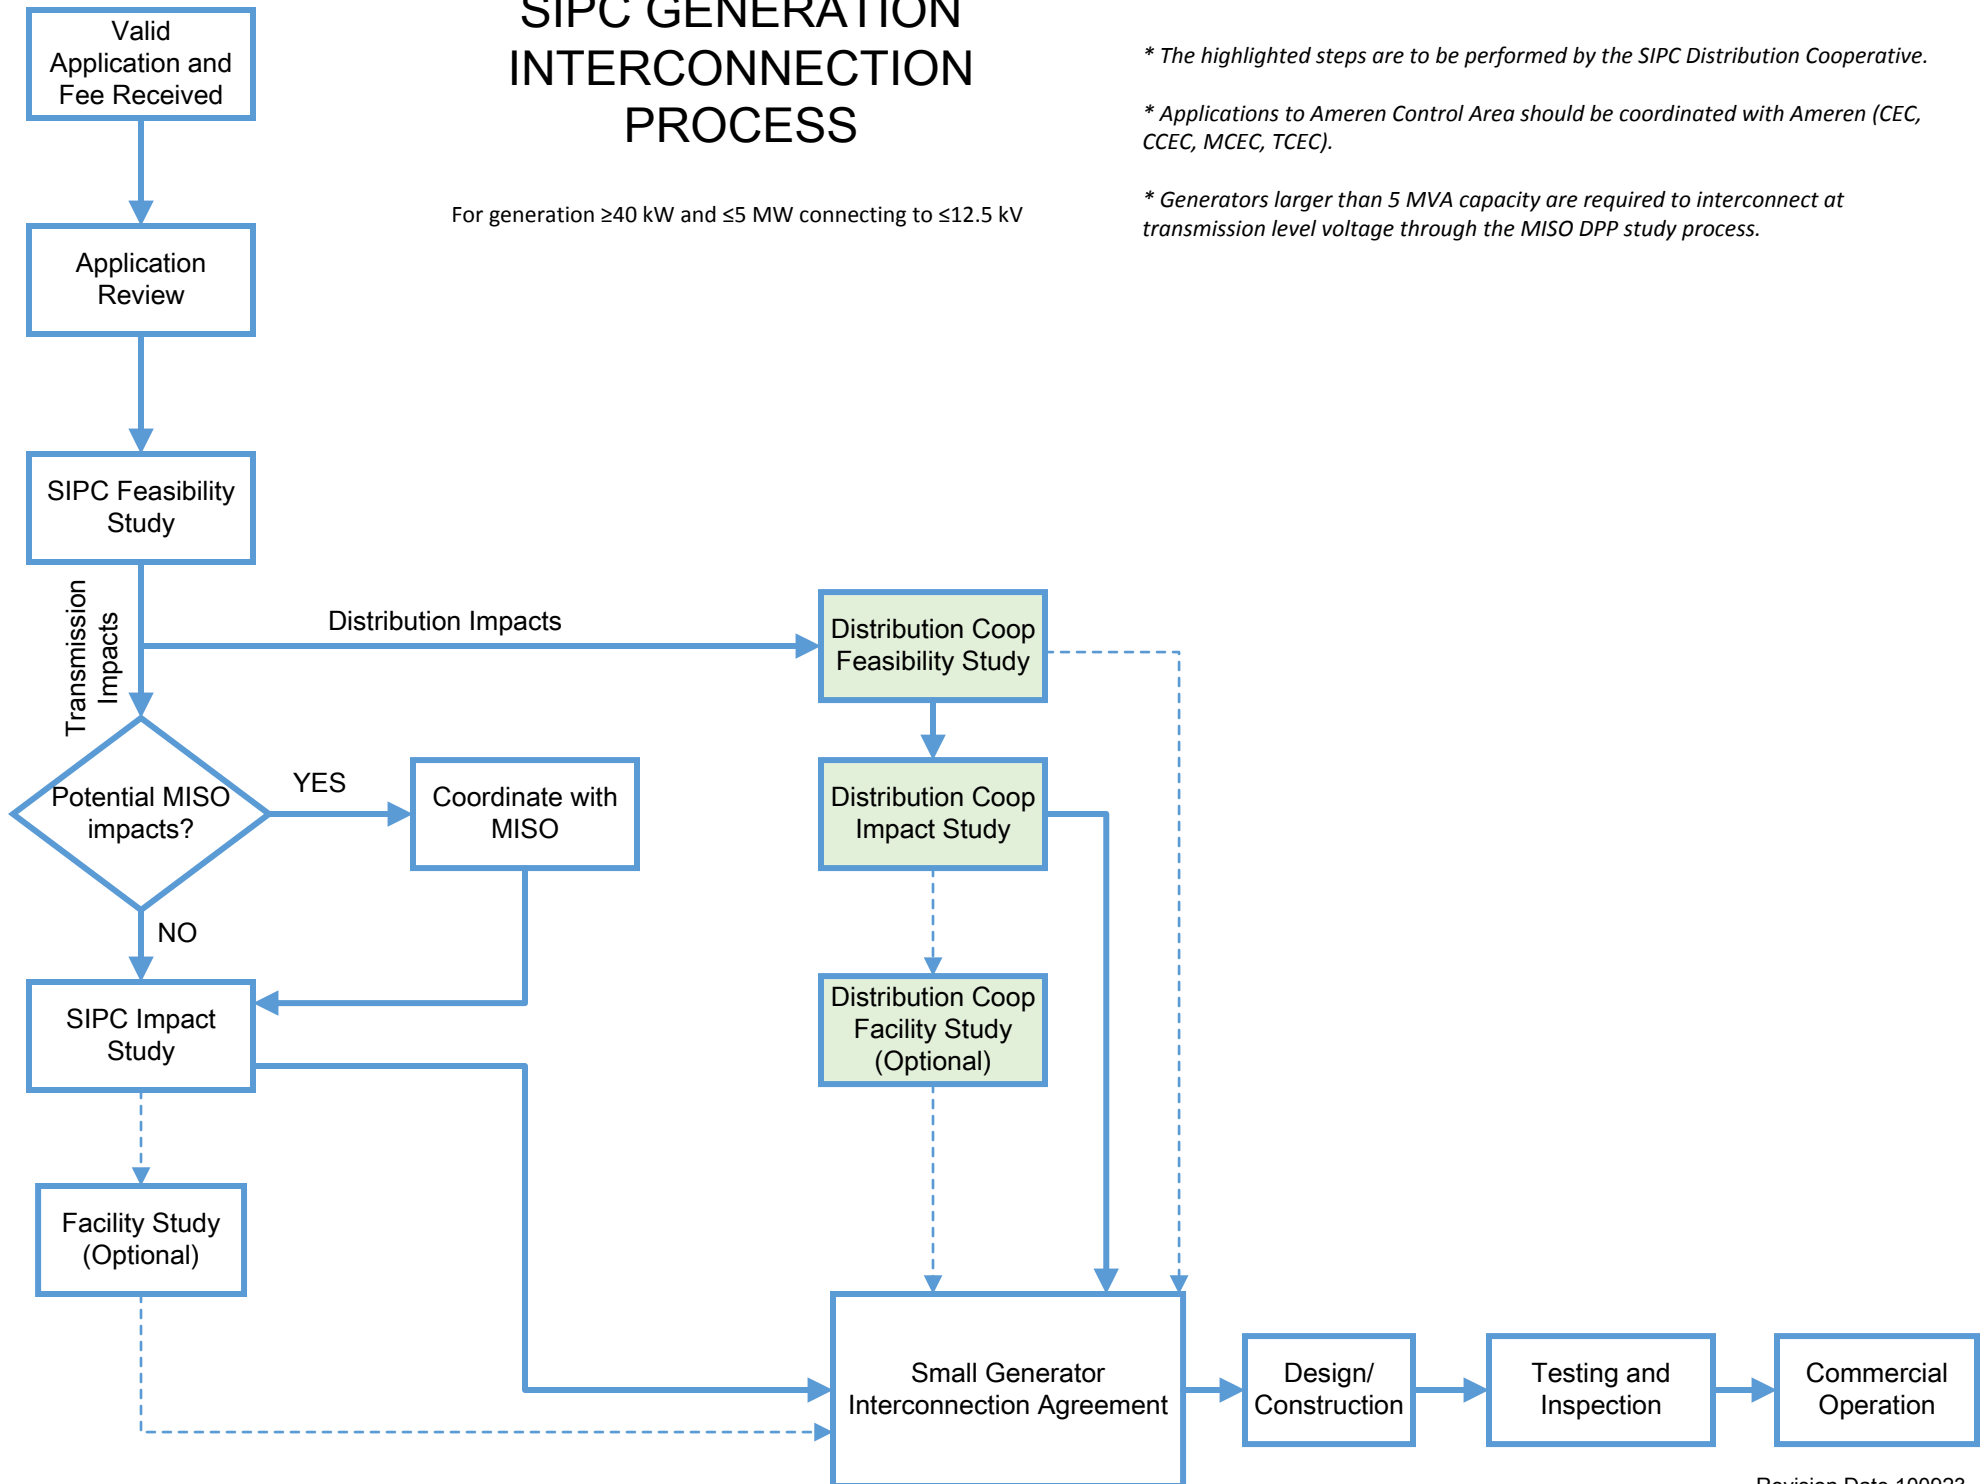 Valid
Application and
Fee Received
SIPC GENERATION
INTERCONNECTION
PROCESS
For generation ≥40 kW and ≤5 MW connecting to ≤12.5 kV
* The highlighted steps are to be performed by the SIPC Distribution Cooperative.
* Applications to Ameren Control Area should be coordinated with Ameren (CEC,
CCEC, MCEC, TCEC).
* Generators larger than 5 MVA capacity are required to interconnect at
transmission level voltage through the MISO DPP study process.
Application
Review
SIPC Feasibility
Study
Transmission
Impacts
Distribution Impacts
Distribution Coop
Feasibility Study
Potential MISO
impacts?
YES
Coordinate with
MISO
Distribution Coop
Impact Study
NO
SIPC Impact
Study
Distribution Coop
Facility Study
(Optional)
Facility Study
(Optional)
Small Generator
Interconnection Agreement
Design/
Construction
Testing and
Inspection
Commercial
Operation
Revision Date 100923